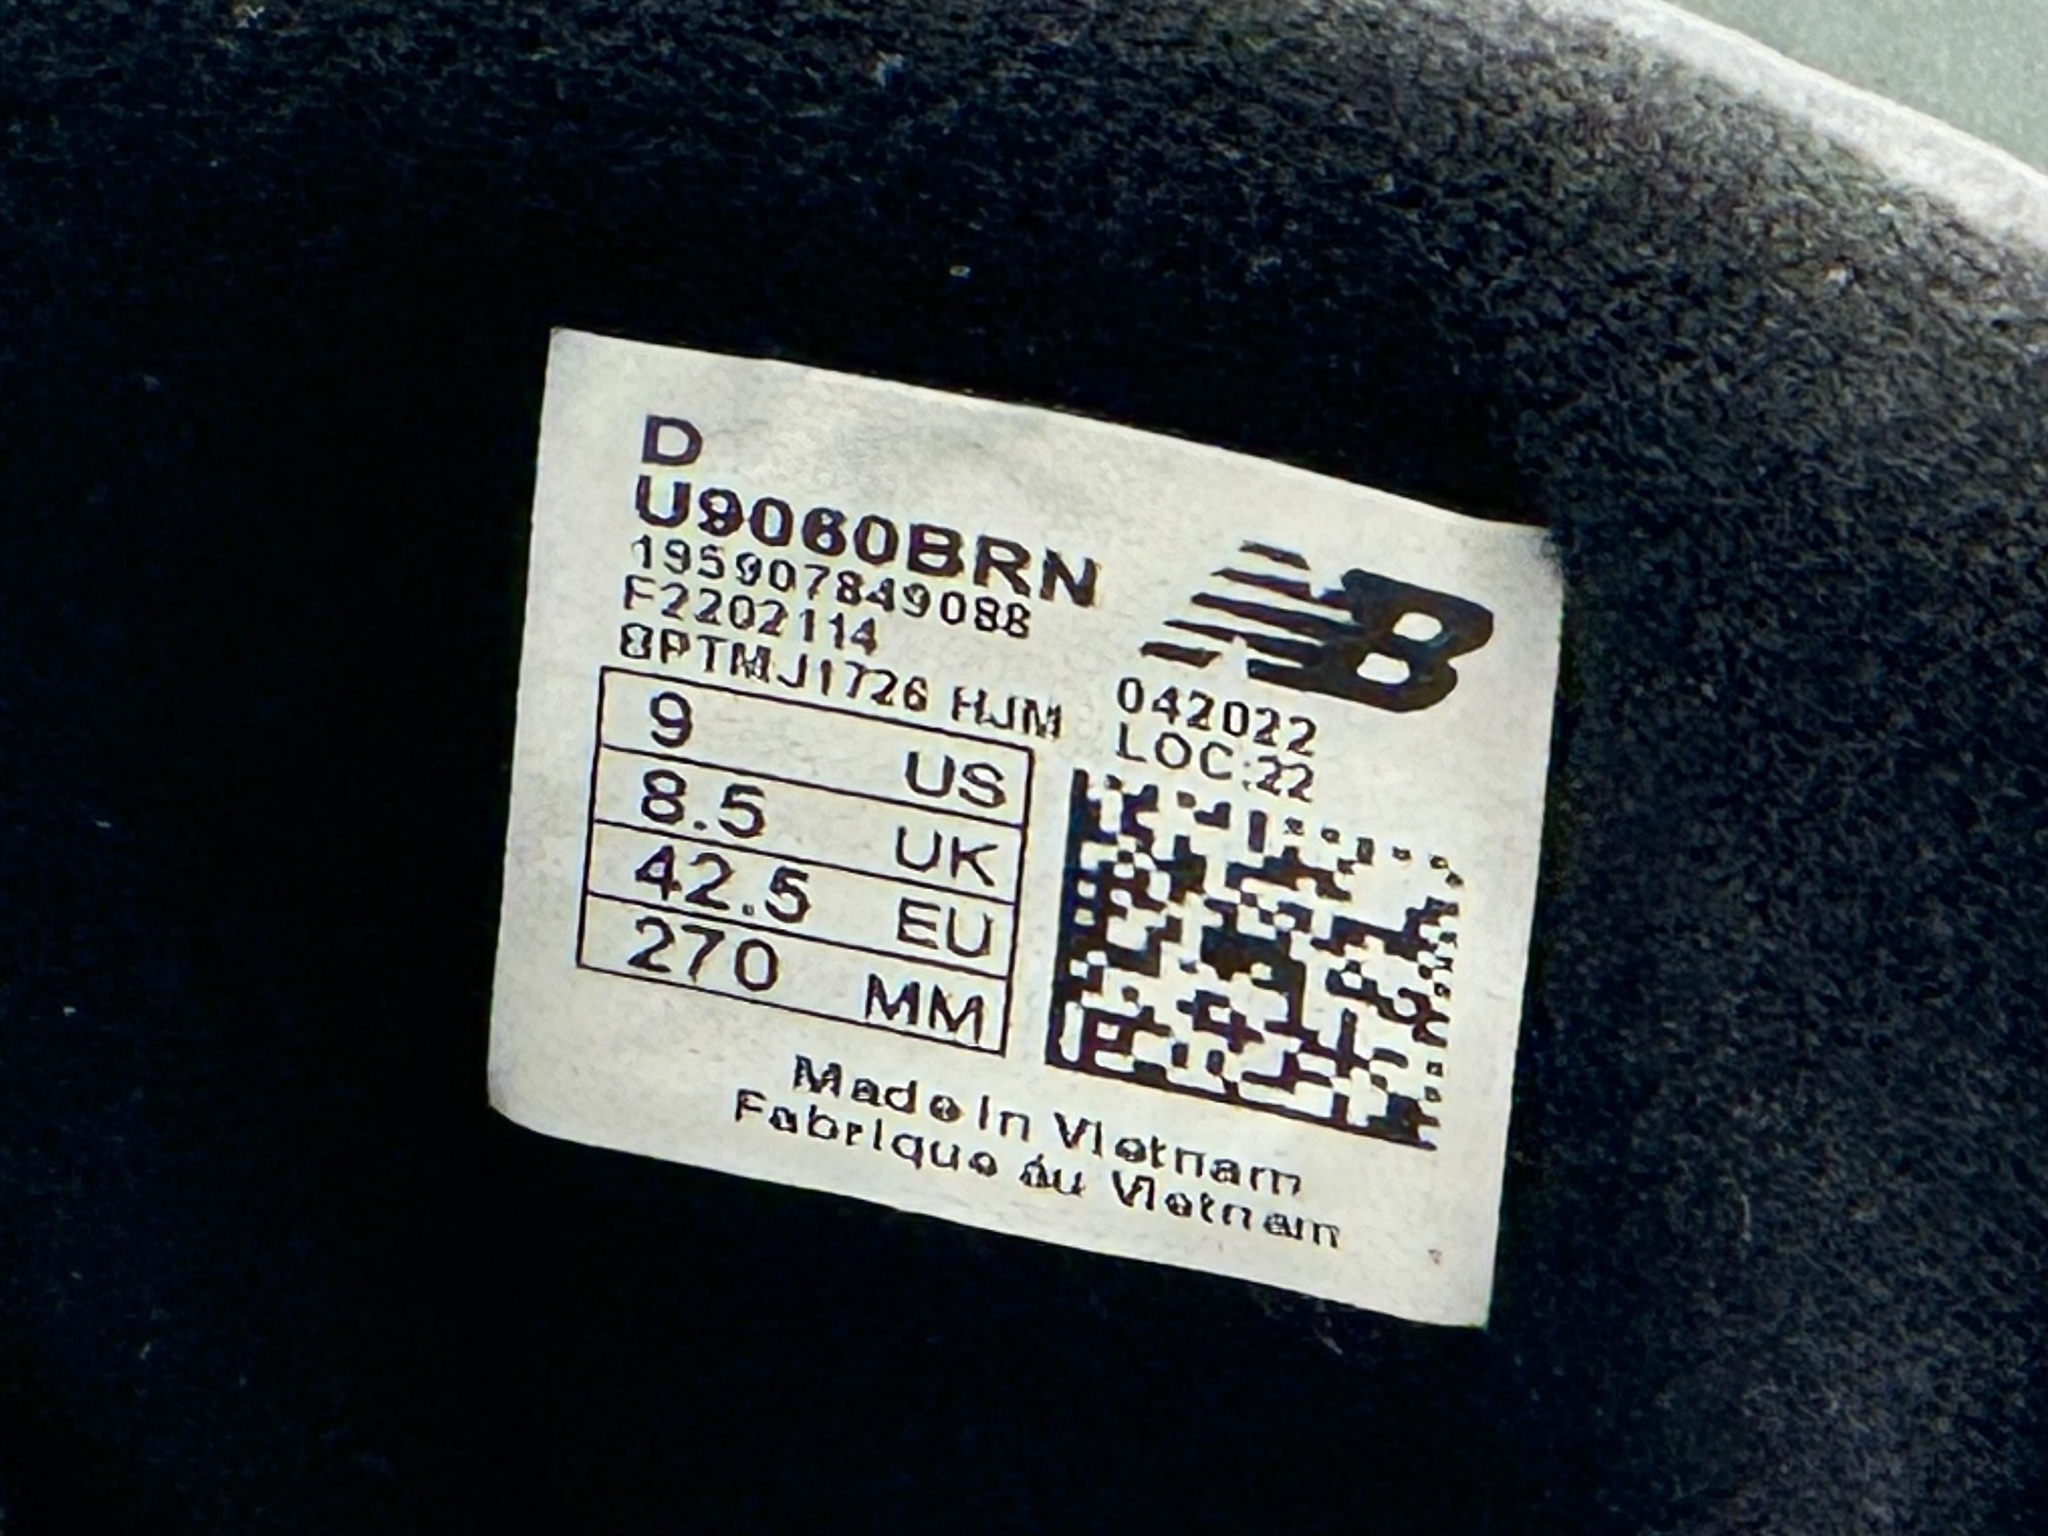 D
U9060BRN
195907849088
F2202114
8PTMJ1726 HJM
NB
042022
LOC:22
9 US
8.5 UK
42.5 EU
270 MM
Made In Vietnam
Fabrique au Vietnam